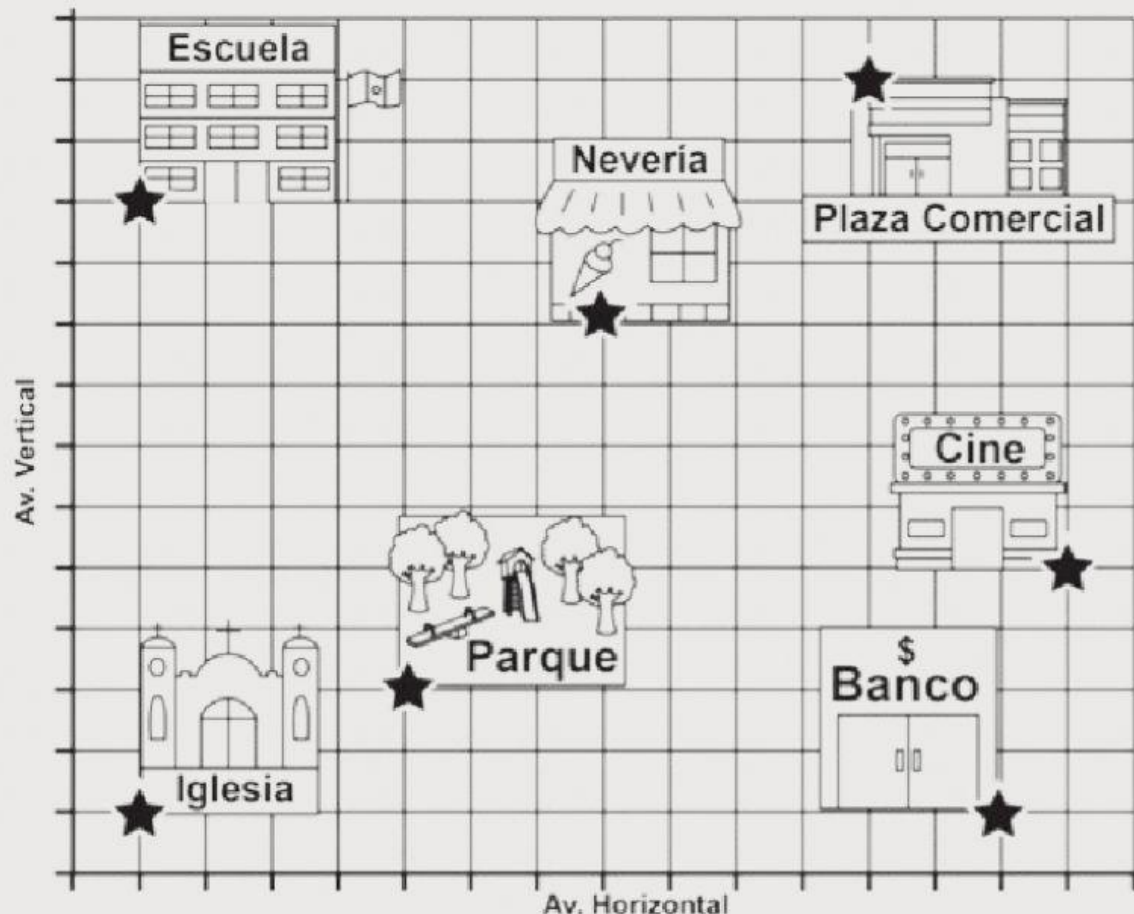 Escuela
Nevería
Plaza Comercial
Av. Vertical
Cine
Parque
$
Banco
Iglesia
Av. Horizontal